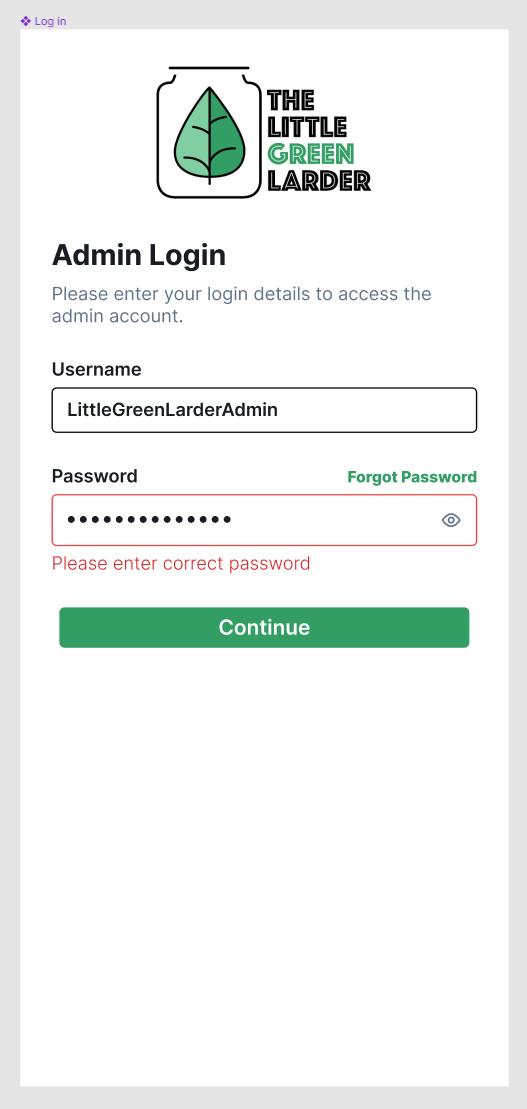 Log in
THE
LITTLE
GREEN
LARDER
Admin Login
Please enter your login details to access the
admin account.
Username
LittleGreenLarderAdmin
Password
Forgot Password
••••••••••••••
Please enter correct password
Continue